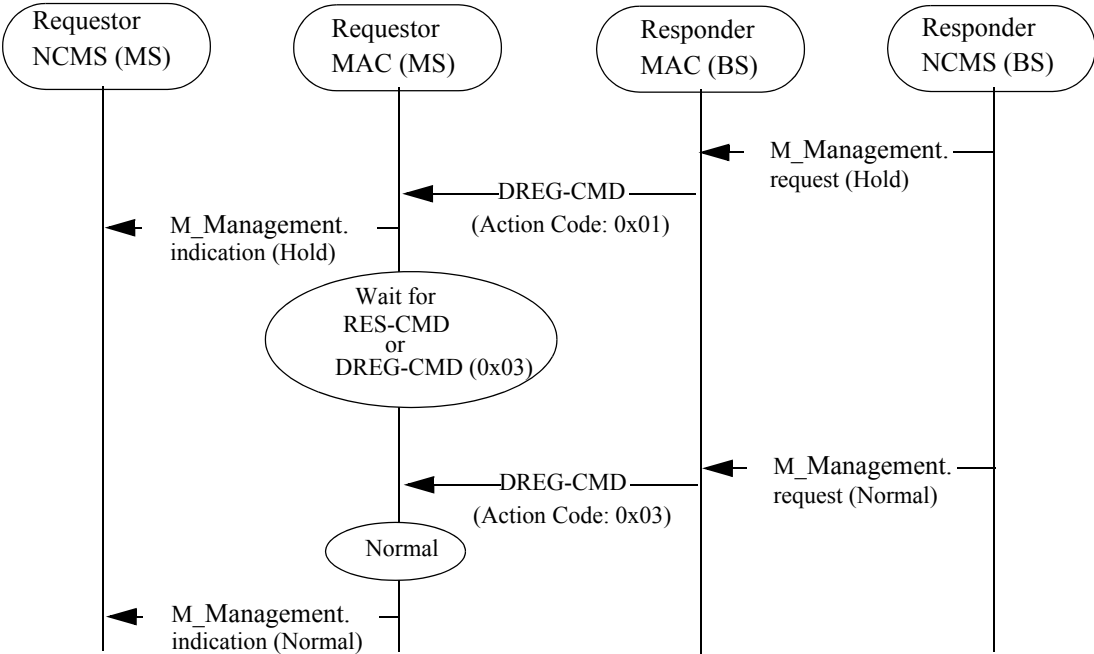 Requestor
NCMS (MS)
Requestor
MAC (MS)
Responder
MAC (BS)
Responder
NCMS (BS)
M_Management.
request (Hold)
DREG-CMD
(Action Code: 0x01)
M_Management.
indication (Hold)
Wait for
RES-CMD
or
DREG-CMD (0x03)
M_Management.
request (Normal)
DREG-CMD
(Action Code: 0x03)
Normal
M_Management.
indication (Normal)